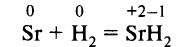 0 0 +2–1
Sr + H₂ = SrH₂